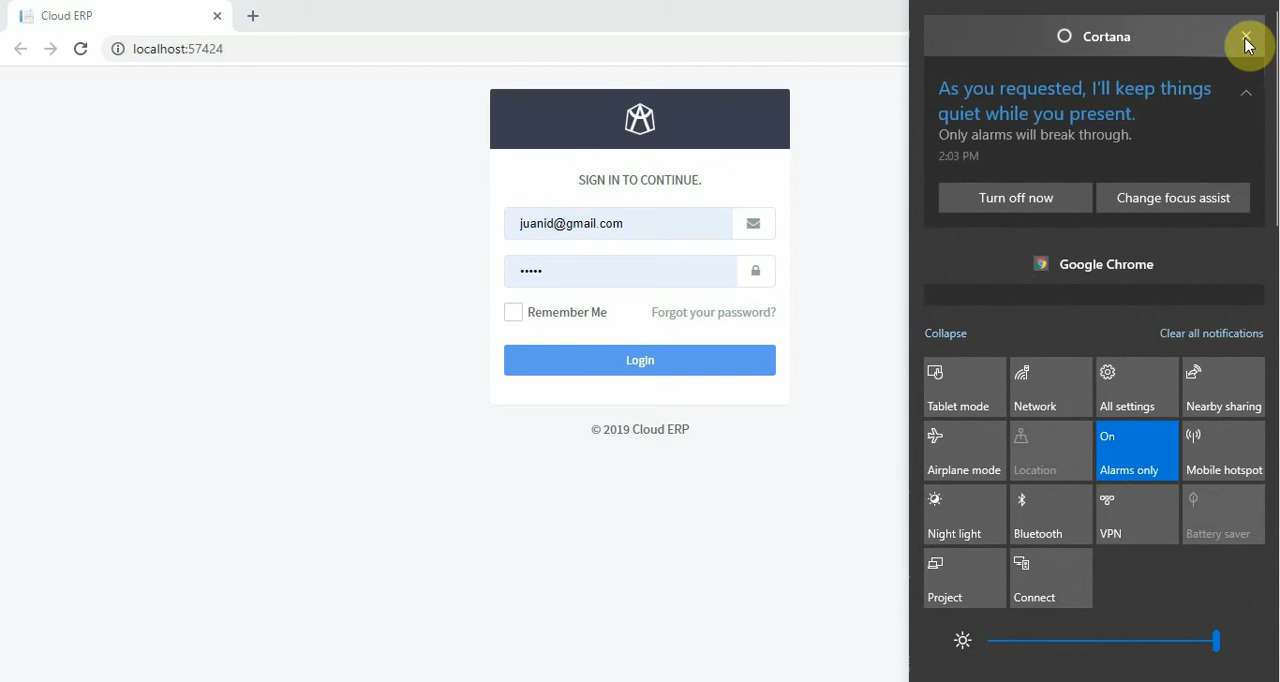 Cloud ERP
localhost:57424
SIGN IN TO CONTINUE.
juanid@gmail.com
•••••
Remember Me
Forgot your password?
Login
© 2019 Cloud ERP
Cortana
As you requested, I'll keep things
quiet while you present.
Only alarms will break through.
2:03 PM
Turn off now
Change focus assist
Google Chrome
Collapse
Clear all notifications
Tablet mode
Network
All settings
Nearby sharing
Airplane mode
Location
On
Alarms only
Mobile hotspot
Night light
Bluetooth
VPN
Battery saver
Project
Connect